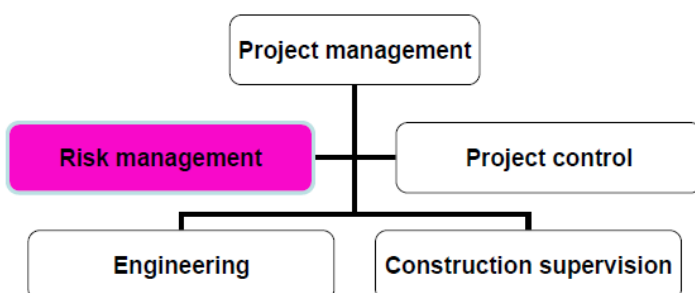 Project management
Risk management
Project control
Engineering
Construction supervision